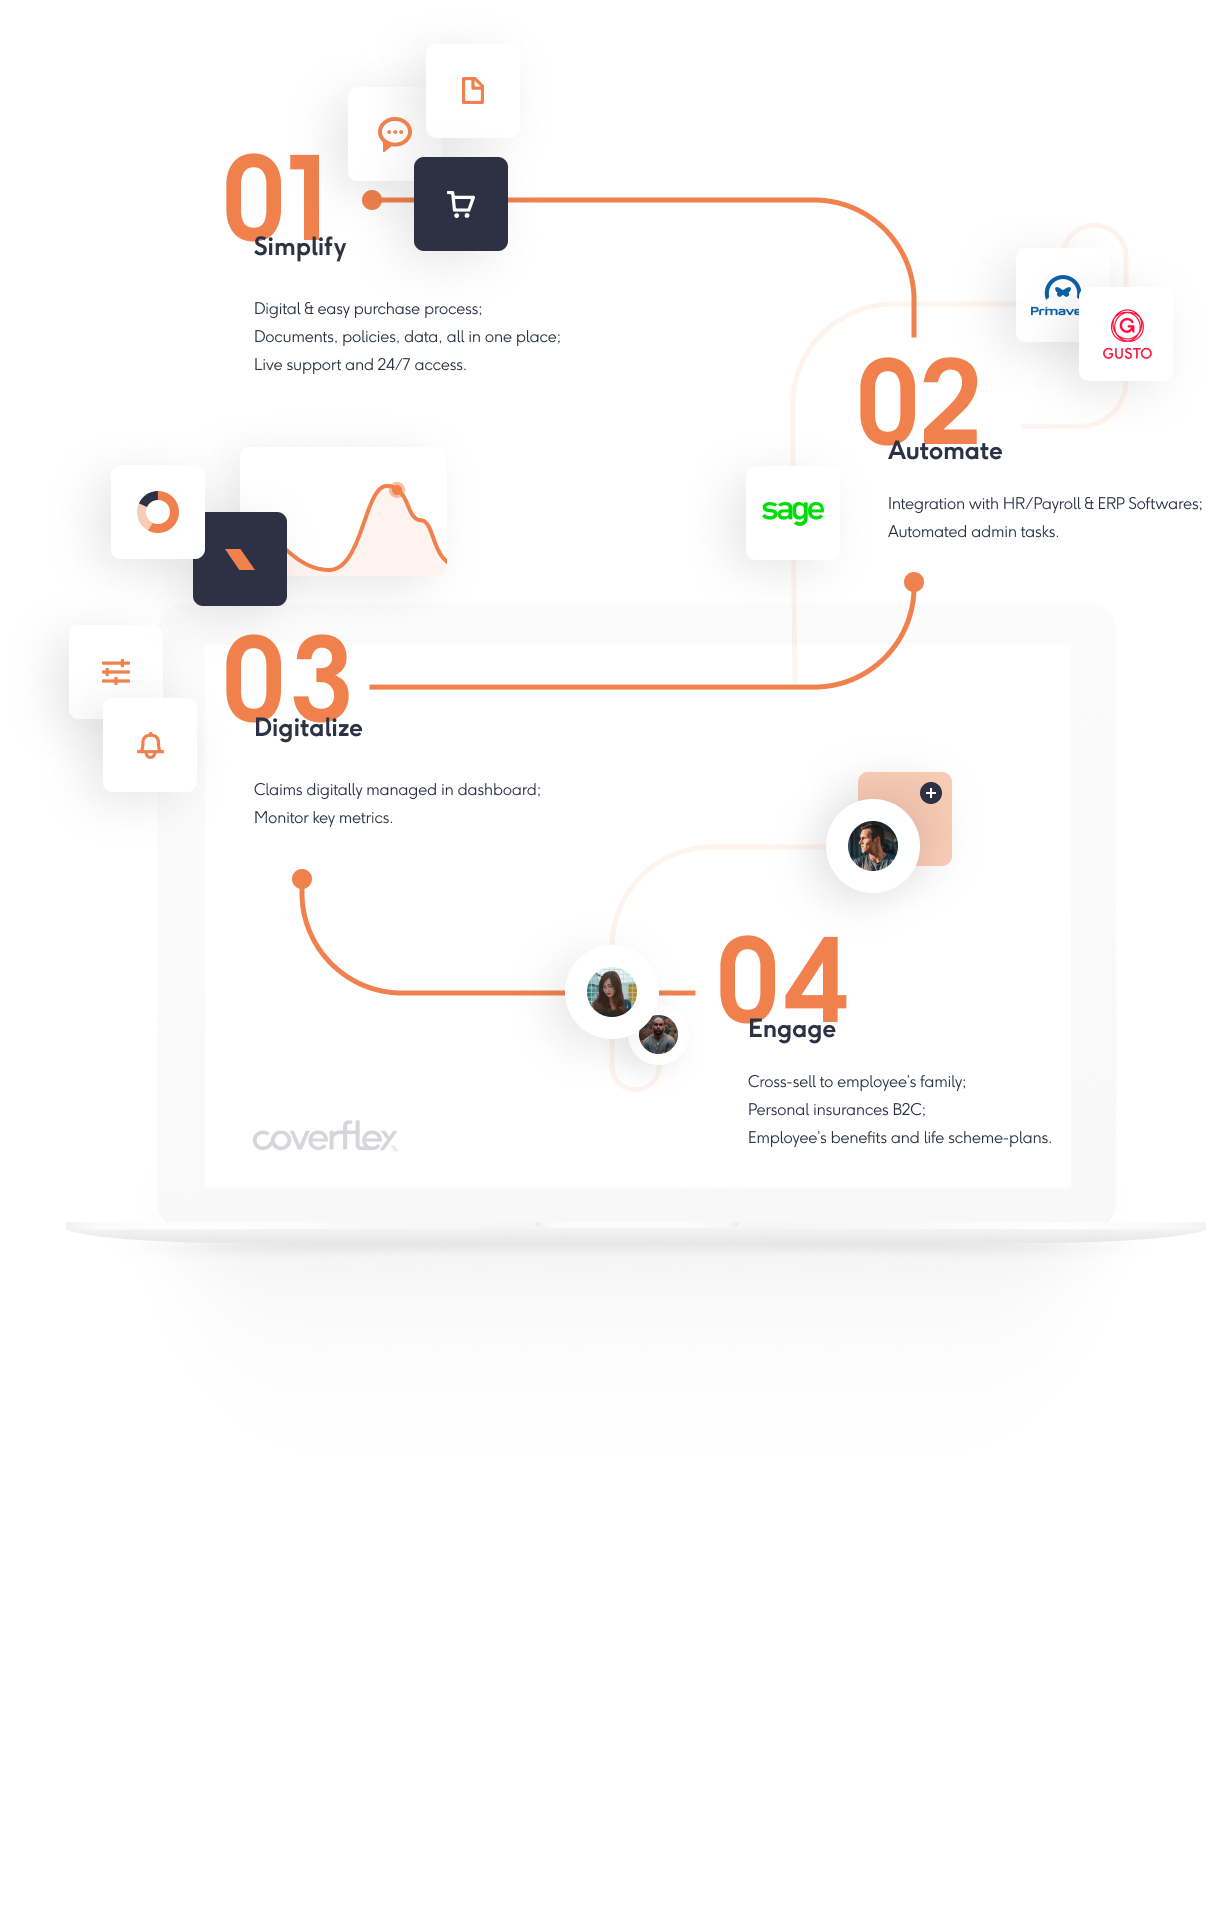 01
Simplify
Digital & easy purchase process;
Documents, policies, data, all in one place;
Live support and 24/7 access.
GUSTO
02
Automate
sage
Integration with HR/Payroll & ERP Softwares;
Automated admin tasks.
03
Digitalize
Claims digitally managed in dashboard;
Monitor key metrics.
04
Engage
Cross-sell to employee's family;
Personal insurances B2C;
Employee's benefits and life scheme-plans.
coverflex